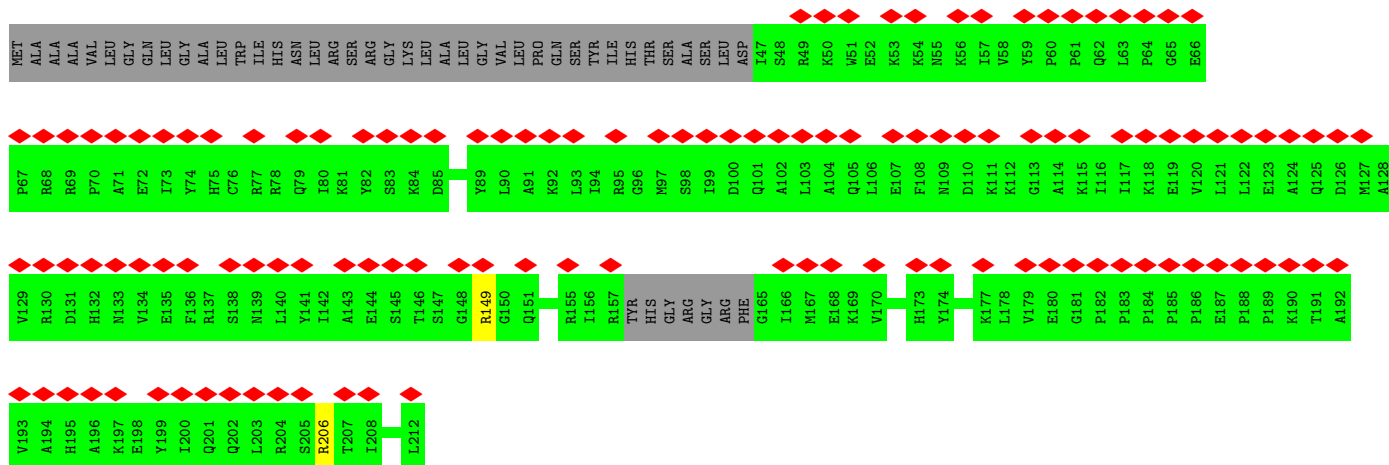 MET ALA ALA ALA VAL LEU GLY GLN LEU GLY ALA LEU TRP ILE HIS ASN LEU ARG SER ARG GLY LYS LEU ALA LEU GLY VAL LEU PRO GLN SER TYR ILE HIS THR SER ALA SER LEU ASP I47 S48 R49 K50 W51 E52 K53 K54 N55 K56 I57 V58 Y59 P60 P61 Q62 L63 P64 G65 E66
P67 R68 R69 P70 A71 E72 I73 Y74 H75 C76 R77 R78 Q79 I80 K81 Y82 S83 K84 D85 Y89 L90 A91 K92 L93 I94 R95 G96 M97 S98 I99 D100 Q101 A102 L103 A104 Q105 L106 E107 F108 N109 D110 K111 K112 G113 A114 K115 I116 I117 K118 E119 V120 L121 L122 E123 A124 Q125 D126 M127 A128
V129 R130 D131 H132 N133 V134 E135 F136 R137 S138 N139 L140 Y141 I142 A143 E144 S145 T146 S147 G148 R149 G150 Q151 R155 I156 R157 TYR HIS GLY ARG GLY ARG PHE G165 I166 M167 E168 K169 V170 H173 Y174 K177 L178 V179 E180 G181 P182 P183 P184 P185 P186 E187 P188 P189 K190 T191 A192
V193 A194 H195 A196 K197 E198 Y199 I200 Q201 Q202 L203 R204 S205 R206 T207 I208 L212